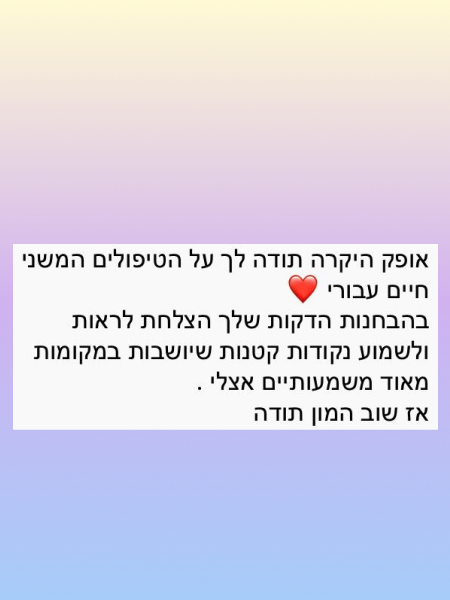 אופק היקרה תודה לך על הטיפולים המשני
חיים עבורי ❤️
בהבחנות הדקות שלך הצלחת לראות
ולשמוע נקודות קטנות שיושבות במקומות
מאוד משמעותיים אצלי .
אז שוב המון תודה